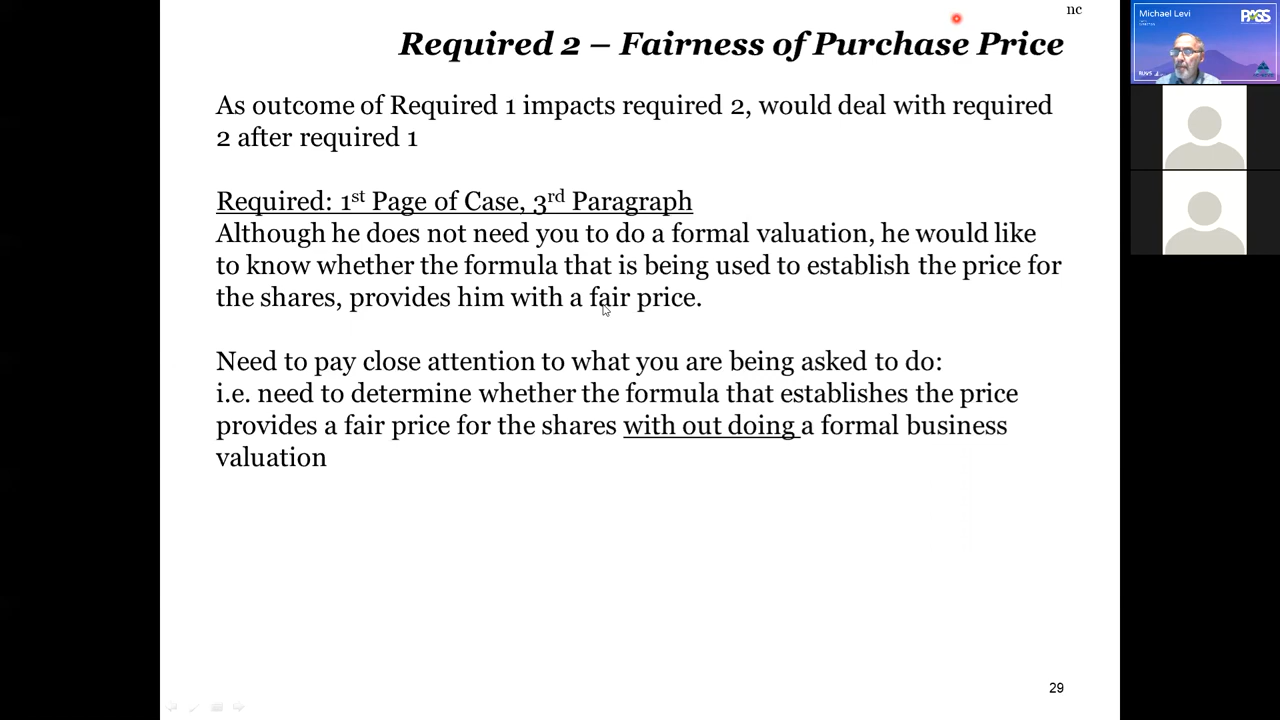 nc
Required 2 – Fairness of Purchase Price
As outcome of Required 1 impacts required 2, would deal with required
2 after required 1
Required: 1st Page of Case, 3rd Paragraph
Although he does not need you to do a formal valuation, he would like
to know whether the formula that is being used to establish the price for
the shares, provides him with a fair price.
Need to pay close attention to what you are being asked to do:
i.e. need to determine whether the formula that establishes the price
provides a fair price for the shares with out doing a formal business
valuation
29
Michael Levi
PASS